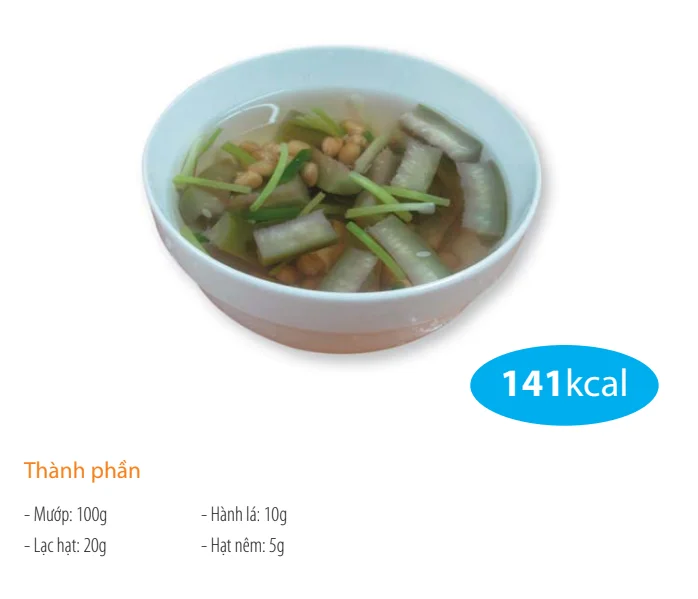 141kcal
Thành phần
- Mướp: 100g
- Hành lá: 10g
- Lạc hạt: 20g
- Hạt nêm: 5g